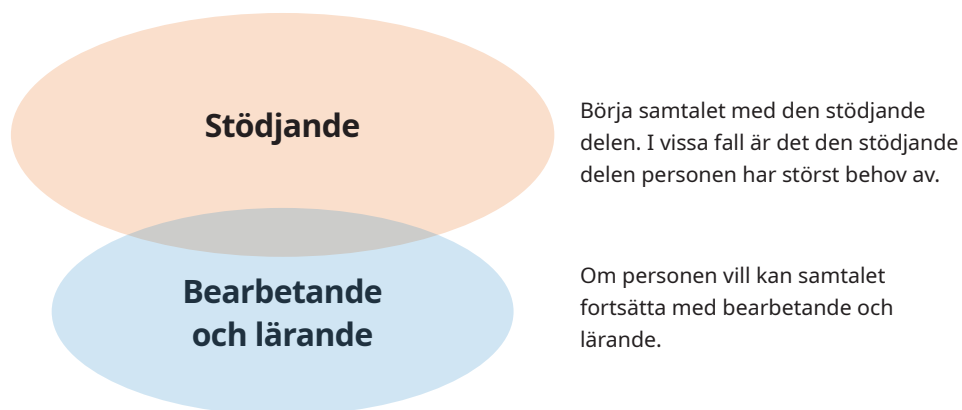 Stödjande
Börja samtalet med den stödjande
delen. I vissa fall är det den stödjande
delen personen har störst behov av.
Bearbetande
och lärande
Om personen vill kan samtalet
fortsätta med bearbetande och
lärande.